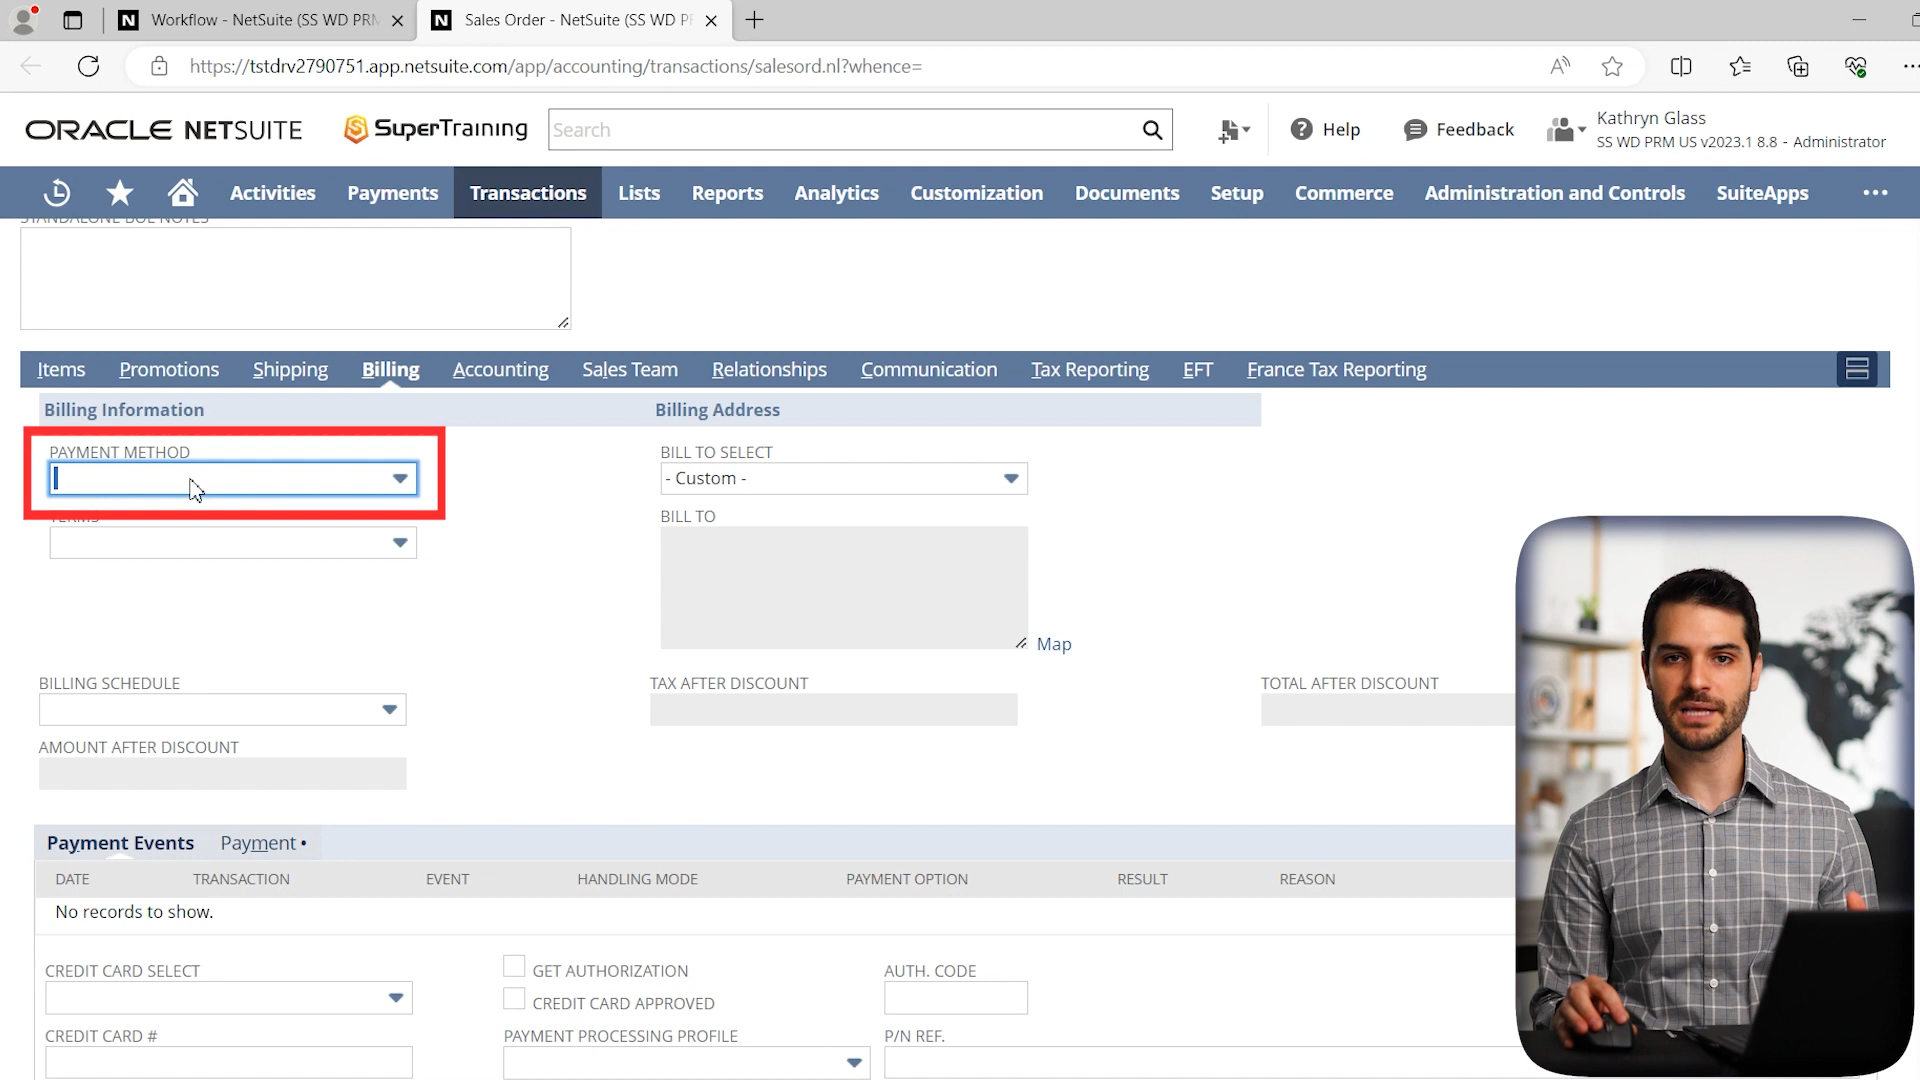 Workflow - NetSuite (SS WD PRM
Sales Order - NetSuite (SS WD PF
https://tstdrv2790751.app.netsuite.com/app/accounting/transactions/salesord.nl?whence=
ORACLE NETSUITE
SuperTraining
Search
Help
Feedback
Kathryn Glass
SS WD PRM US v2023.1 8.8 - Administrator
Activities
Payments
Transactions
Lists
Reports
Analytics
Customization
Documents
Setup
Commerce
Administration and Controls
SuiteApps
STANDALONE BOL NOTES
Items
Promotions
Shipping
Billing
Accounting
Sales Team
Relationships
Communication
Tax Reporting
EFT
France Tax Reporting
Billing Information
Billing Address
PAYMENT METHOD
BILL TO SELECT
- Custom -
TERMS
BILL TO
Map
BILLING SCHEDULE
TAX AFTER DISCOUNT
TOTAL AFTER DISCOUNT
AMOUNT AFTER DISCOUNT
Payment Events
Payment •
DATE
TRANSACTION
EVENT
HANDLING MODE
PAYMENT OPTION
RESULT
REASON
No records to show.
CREDIT CARD SELECT
GET AUTHORIZATION
AUTH. CODE
CREDIT CARD APPROVED
CREDIT CARD #
PAYMENT PROCESSING PROFILE
P/N REF.